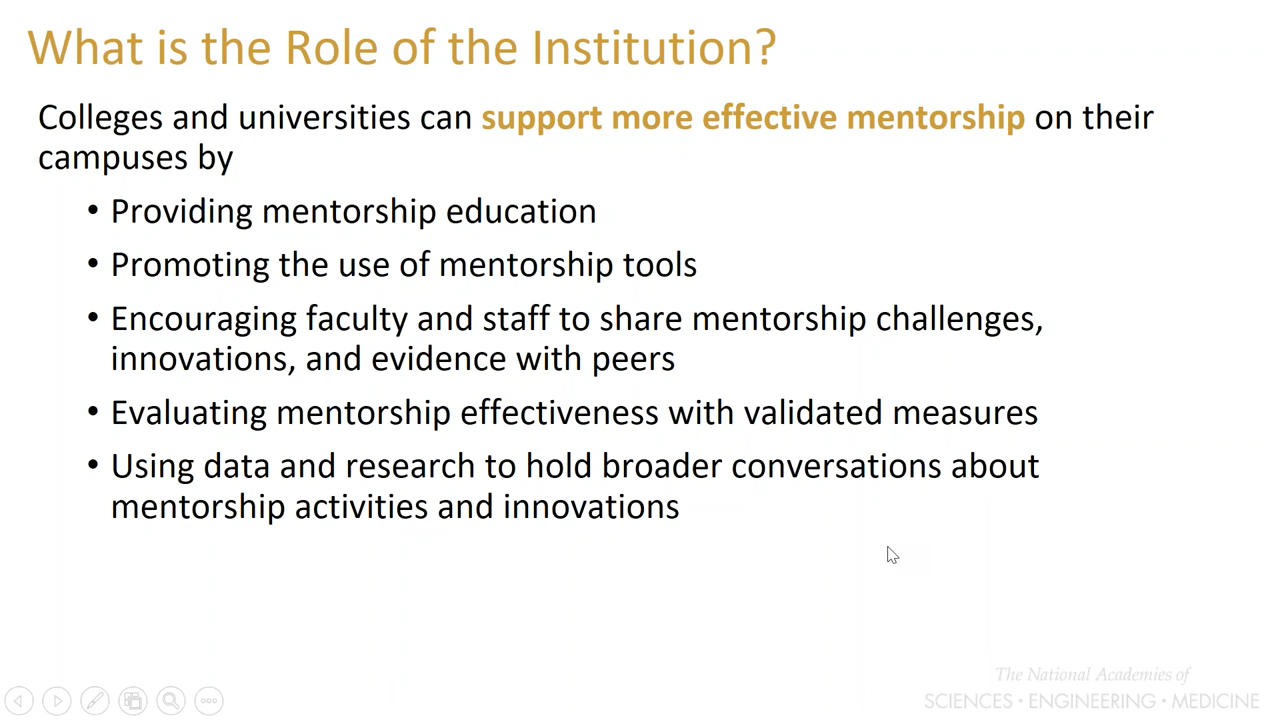 What is the Role of the Institution?
Colleges and universities can support more effective mentorship on their
campuses by
• Providing mentorship education
• Promoting the use of mentorship tools
• Encouraging faculty and staff to share mentorship challenges,
innovations, and evidence with peers
• Evaluating mentorship effectiveness with validated measures
• Using data and research to hold broader conversations about
mentorship activities and innovations
The National Academies of
SCIENCES • ENGINEERING • MEDICINE